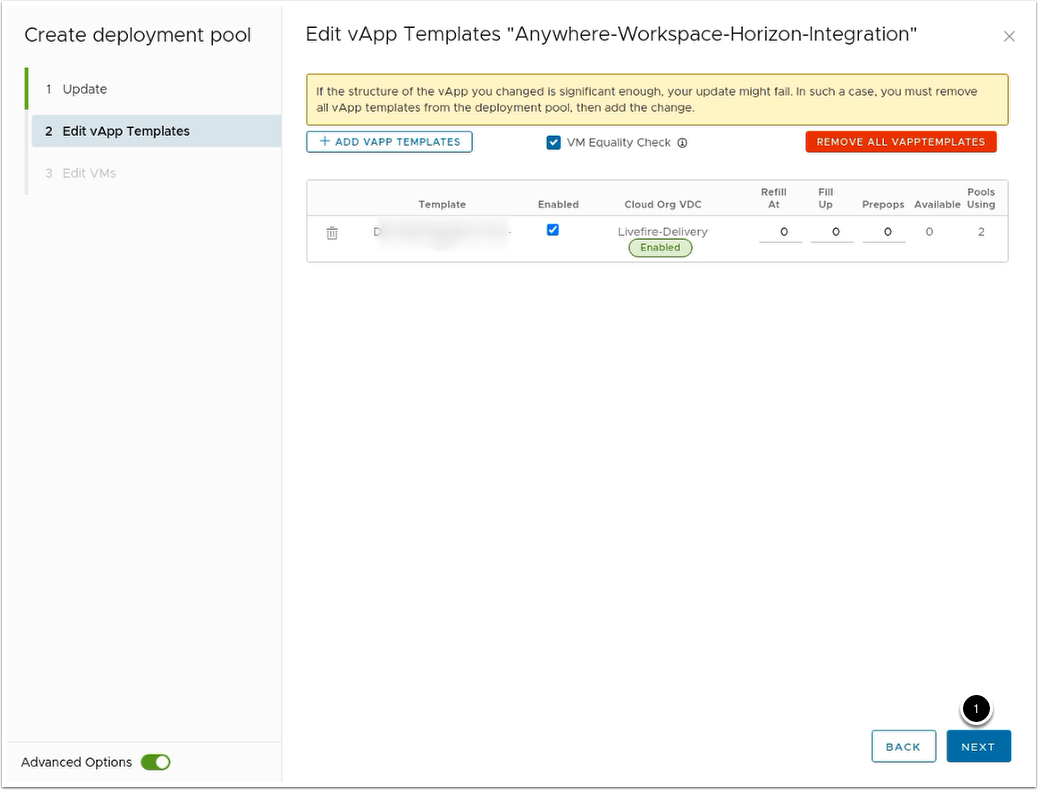 Create deployment pool
1 Update
2 Edit vApp Templates
3 Edit VMs
Advanced Options
Edit vApp Templates "Anywhere-Workspace-Horizon-Integration"
If the structure of the vApp you changed is significant enough, your update might fail. In such a case, you must remove
all vApp templates from the deployment pool, then add the change.
+ ADD VAPP TEMPLATES
VM Equality Check
REMOVE ALL VAPPTEMPLATES
Template Enabled Cloud Org VDC Refill At Fill Up Prepops Available Pools Using
Livefire-Delivery 0 0 0 0 2
Enabled
1
BACK NEXT